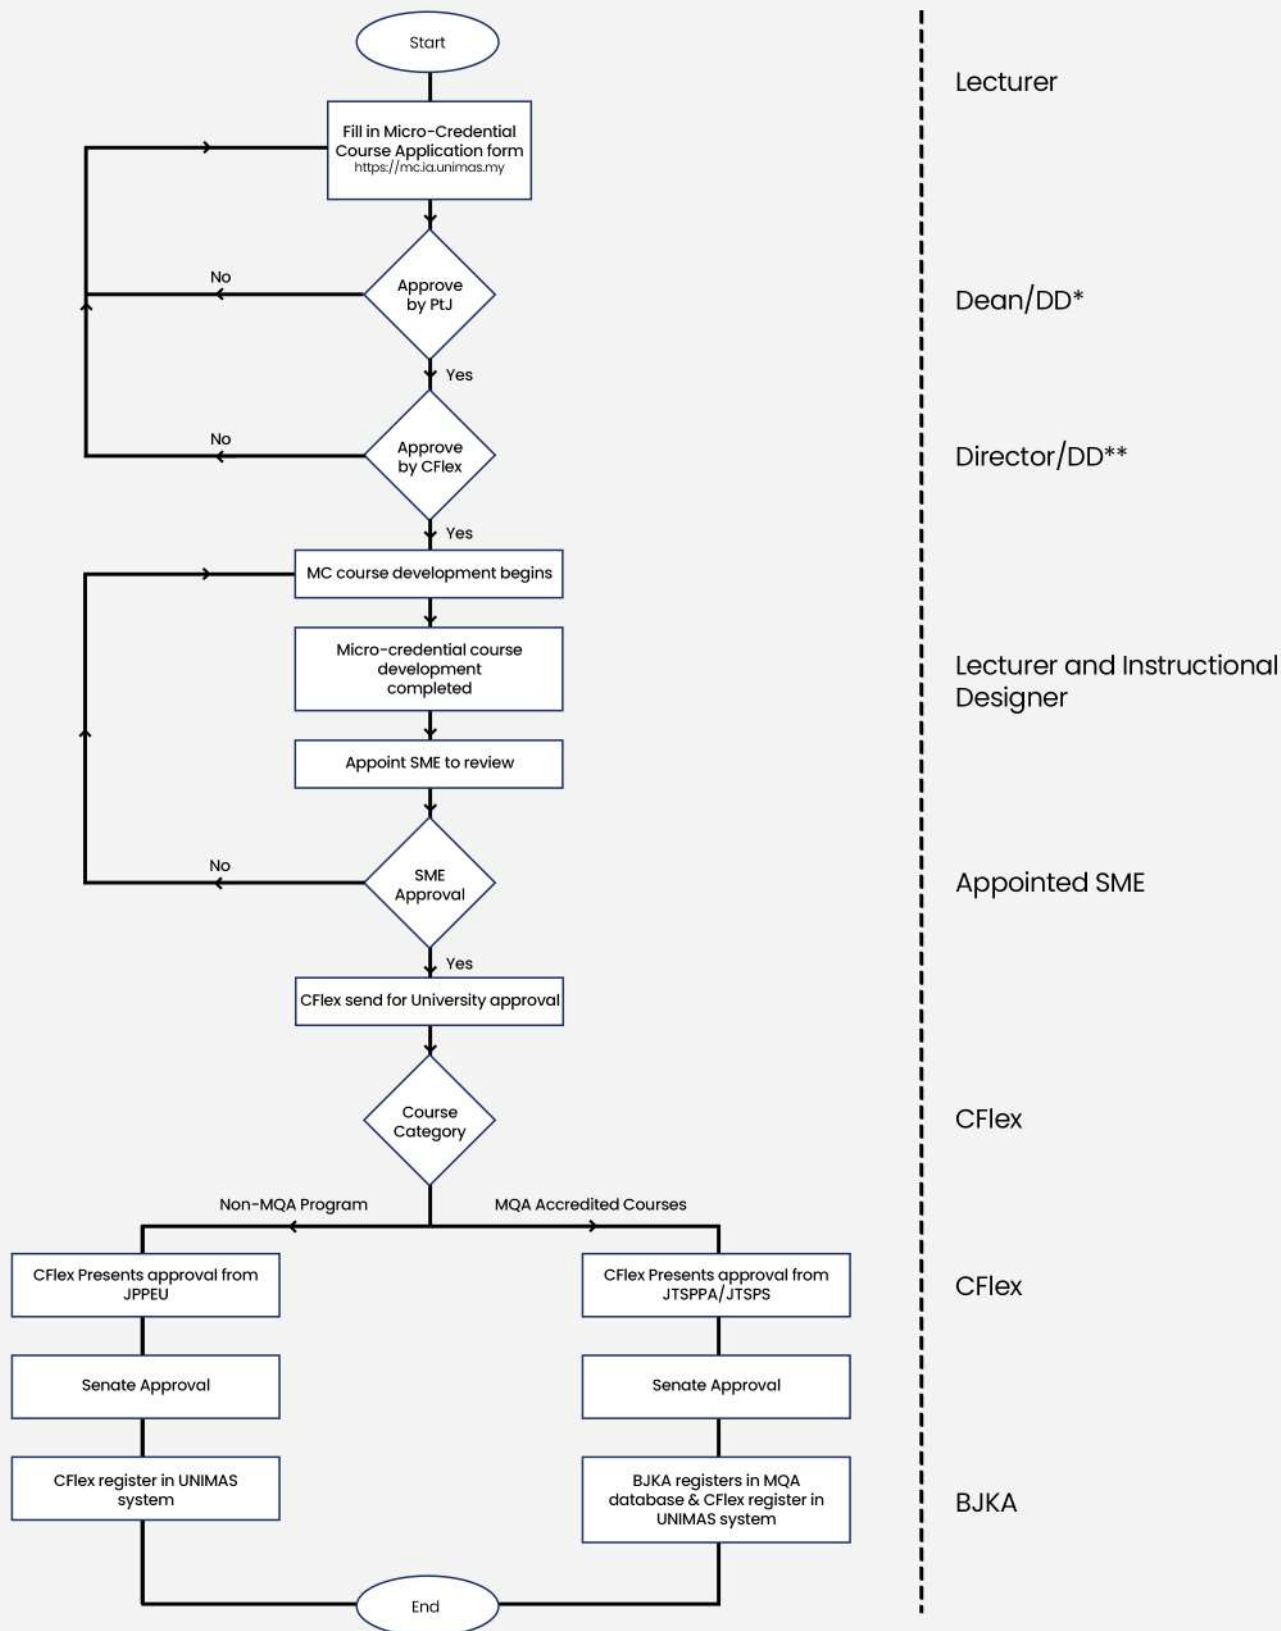 Start
Lecturer
Fill in Micro-Credential
Course Application form
https://mc.ia.unimas.my
No
Approve
by PtJ
Dean/DD*
Yes
No
Approve
by CFlex
Director/DD**
Yes
MC course development begins
Micro-credential course
development
completed
Lecturer and Instructional
Designer
Appoint SME to review
No
SME
Approval
Appointed SME
Yes
CFlex send for University approval
Course
Category
CFlex
Non-MQA Program
MQA Accredited Courses
CFlex Presents approval from
JPPEU
CFlex Presents approval from
JTSPPA/JTSPS
CFlex
Senate Approval
Senate Approval
CFlex register in UNIMAS
system
BJKA registers in MQA
database & CFlex register in
UNIMAS system
BJKA
End